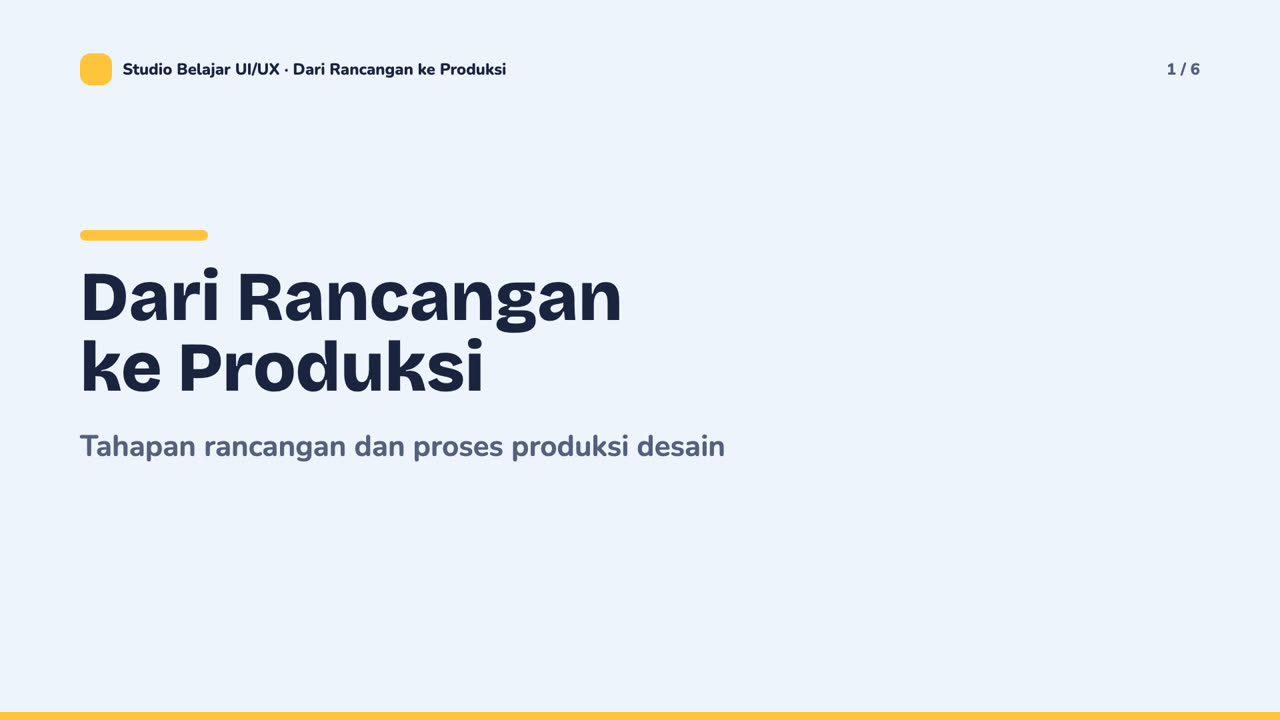 Studio Belajar UI/UX · Dari Rancangan ke Produksi
1 / 6
Dari Rancangan
ke Produksi
Tahapan rancangan dan proses produksi desain